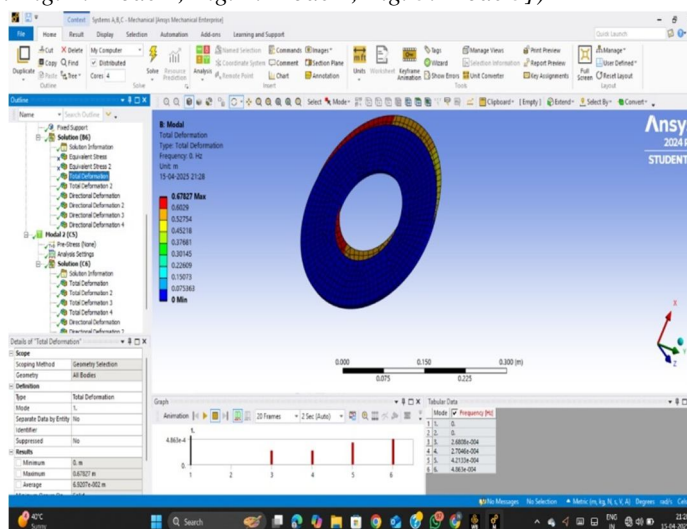 Context
Systems A,B,C - Mechanical [Ansys Mechanical Enterprise]
File Home Result Display Selection Automation Add-ons Learning and Support
Quick Launch
Duplicate
Cut
Copy
Paste
Delete
Find
Tree
Outline
My Computer
Distributed
Cores 4
Solve
Solve
Resource Prediction
Analysis
Named Selection
Coordinate System
Remote Point
Commands
Comment
Chart
Images
Section Plane
Annotation
Insert
Units
Worksheet
Keyframe Animation
Tags
Wizard
Show Errors
Manage Views
Selection Information
Unit Converter
Print Preview
Report Preview
Key Assignments
Tools
Full Screen
Manage
User Defined
Reset Layout
Layout
Outline
Name
Search Outline
Select
Mode
Clipboard
[Empty]
Extend
Select By
Convert
Fixed Support
Solution (B6)
Solution Information
Equivalent Stress
Equivalent Stress 2
Total Deformation
Total Deformation 2
Directional Deformation
Directional Deformation 2
Directional Deformation 3
Directional Deformation 4
Modal 2 (C5)
Pre-Stress (None)
Analysis Settings
Solution (C6)
Solution Information
Total Deformation
Total Deformation 2
Total Deformation 3
Total Deformation 4
Directional Deformation
Directional Deformation 2
B: Modal
Total Deformation
Type: Total Deformation
Frequency: 0. Hz
Unit: m
15-04-2025 21:28
0.67827 Max
0.6029
0.52754
0.45218
0.37681
0.30145
0.22609
0.15073
0.075363
0 Min
Ansys
2024
STUDENT
X
0.000 0.150 0.300 (m)
0.075 0.225
Z
Details of "Total Deformation"
Scope
Scoping Method Geometry Selection
Geometry All Bodies
Definition
Type Total Deformation
Mode 1.
Separate Data by Entity No
Identifier
Suppressed No
Results
Minimum 0. m
Maximum 0.67827 m
Average 6.9207e-002 m
Graph
Animation
20 Frames
2 Sec (Auto)
1.
4.863e-4
0.
1 2 3 4 5 6
Tabular Data
Mode Frequency [Hz]
1 1. 0.
2 2. 0.
3 3. 2.6808e-004
4 4. 2.7046e-004
5 5. 4.2133e-004
6 6. 4.863e-004
No Messages
No Selection
Metric (m, kg, N, s, V, A) Degrees rad/s
40°C
Sunny
Search
ENG
IN